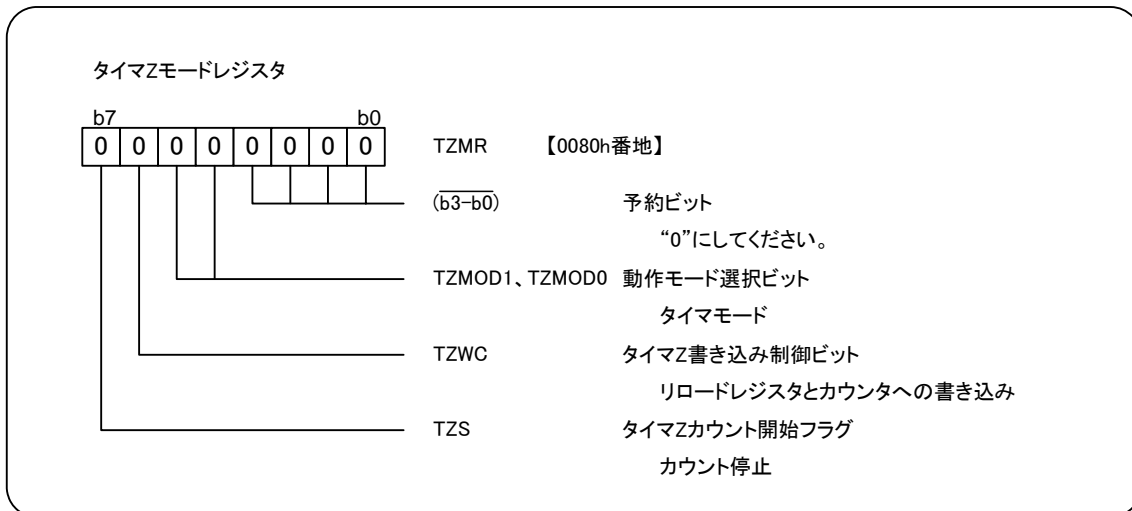 タイマZモードレジスタ
b7 b0
0 0 0 0 0 0 0 0 TZMR 【0080h番地】
(b3-b0) 予約ビット
“0”にしてください。
TZMOD1、TZMOD0 動作モード選択ビット
タイマモード
TZWC タイマZ書き込み制御ビット
リロードレジスタとカウンタへの書き込み
TZS タイマZカウント開始フラグ
カウント停止